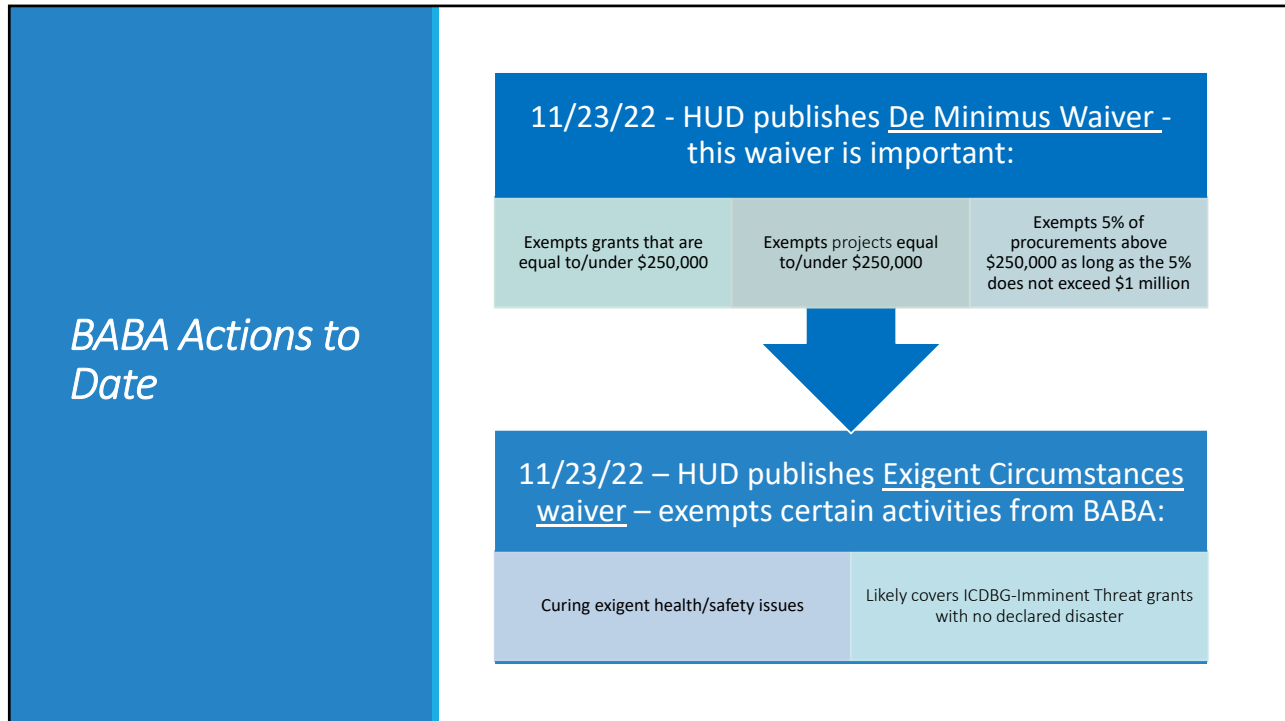 BABA Actions to
Date
11/23/22 - HUD publishes De Minimus Waiver -
this waiver is important:
Exempts grants that are
equal to/under $250,000
Exempts projects equal
to/under $250,000
Exempts 5% of
procurements above
$250,000 as long as the 5%
does not exceed $1 million
11/23/22 – HUD publishes Exigent Circumstances
waiver – exempts certain activities from BABA:
Curing exigent health/safety issues
Likely covers ICDBG-Imminent Threat grants
with no declared disaster